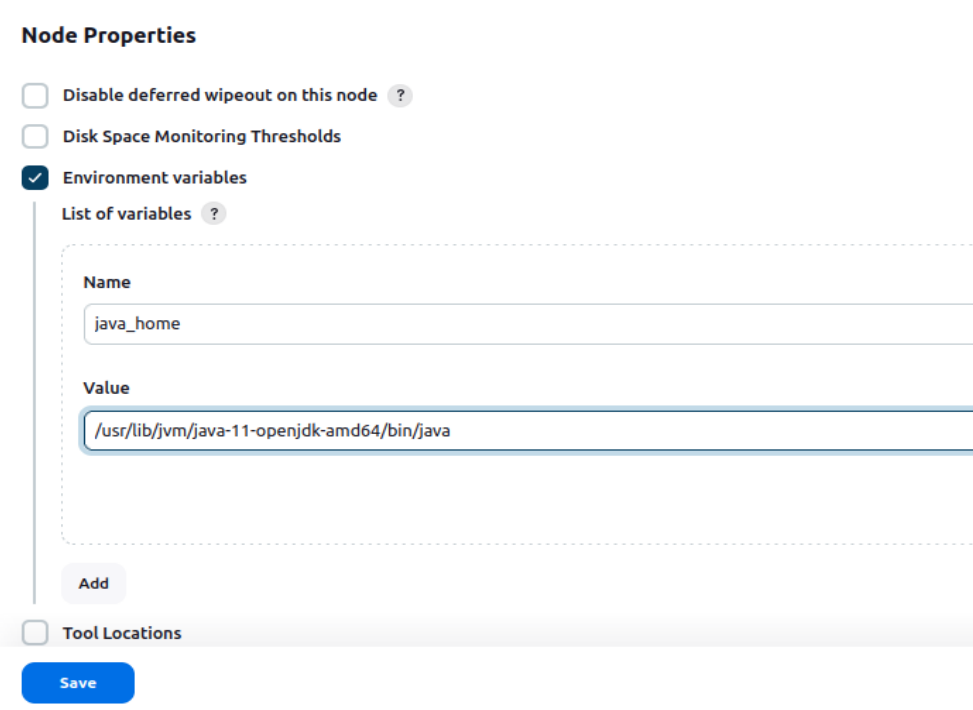 Node Properties
Disable deferred wipeout on this node ?
Disk Space Monitoring Thresholds
Environment variables
List of variables ?
Name
java_home
Value
/usr/lib/jvm/java-11-openjdk-amd64/bin/java
Add
Tool Locations
Save